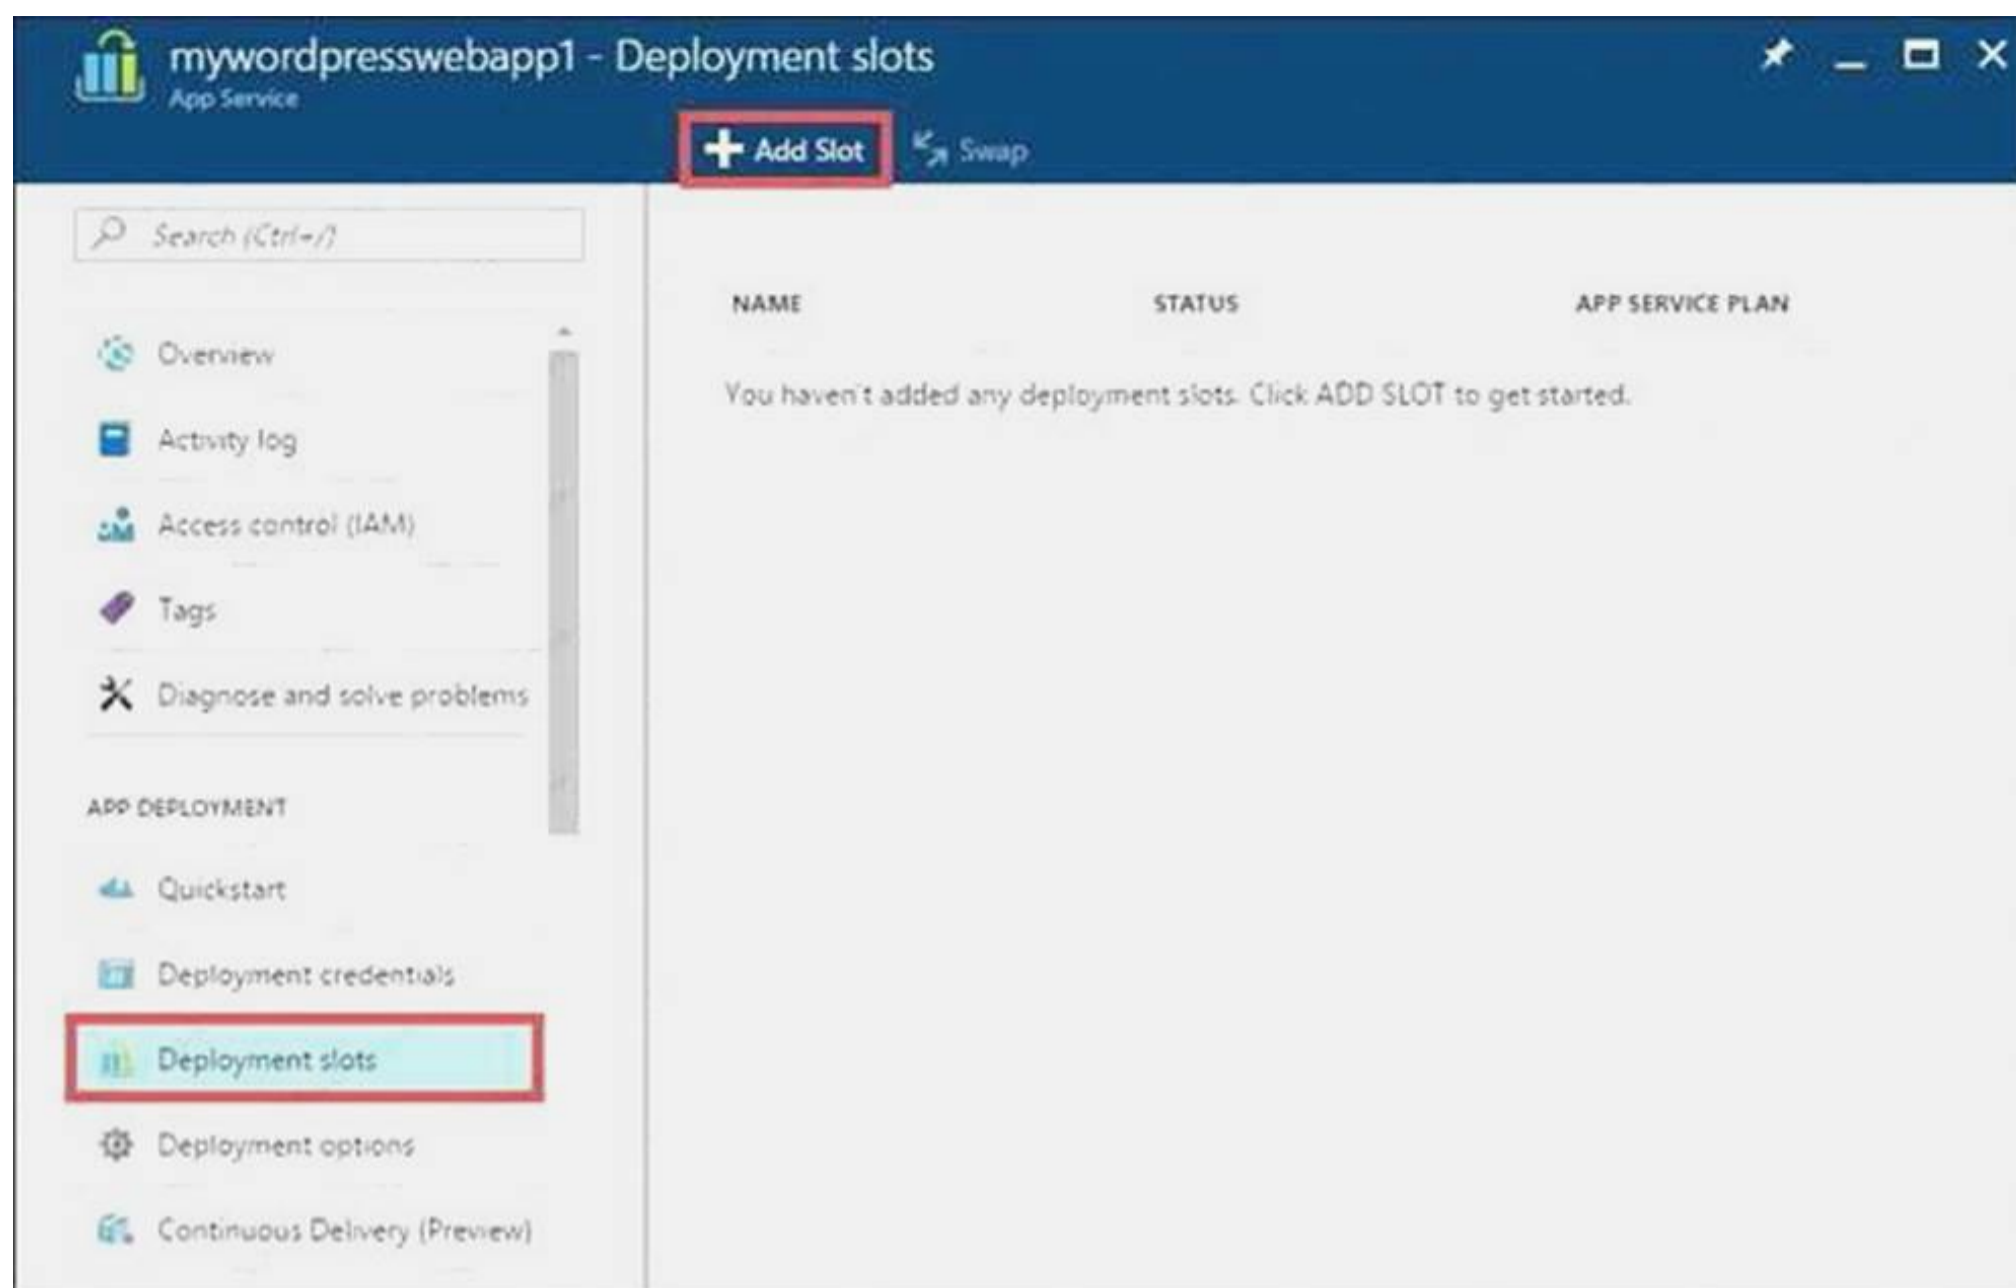 mywordpresswebapp1 - Deployment slots
App Service
Add Slot
Swap
Search (Ctrl+/)
NAME STATUS APP SERVICE PLAN
You haven't added any deployment slots. Click ADD SLOT to get started.
Overview
Activity log
Access control (IAM)
Tags
Diagnose and solve problems
APP DEPLOYMENT
Quickstart
Deployment credentials
Deployment slots
Deployment options
Continuous Delivery (Preview)